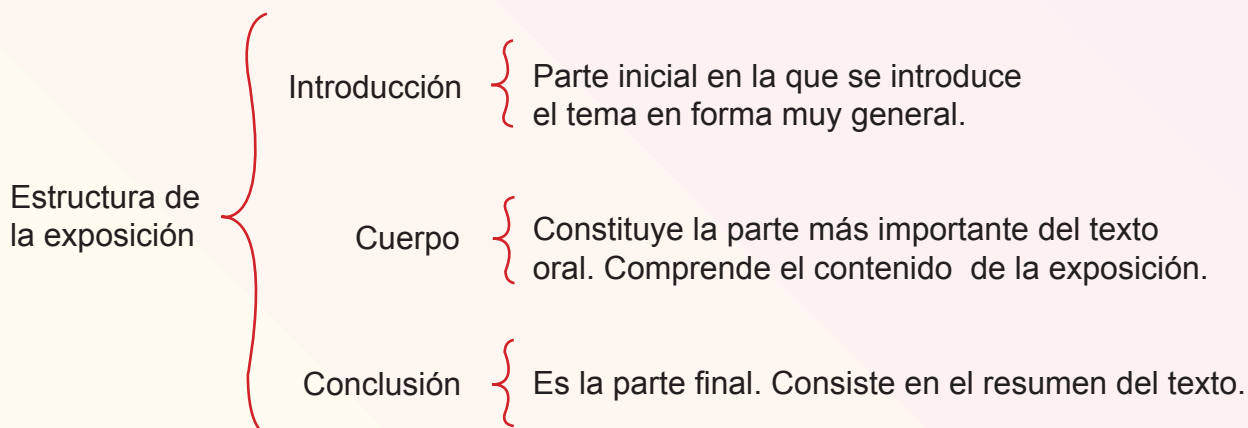 Estructura de
la exposición
Introducción
Parte inicial en la que se introduce
el tema en forma muy general.
Cuerpo
Constituye la parte más importante del texto
oral. Comprende el contenido de la exposición.
Conclusión
Es la parte final. Consiste en el resumen del texto.